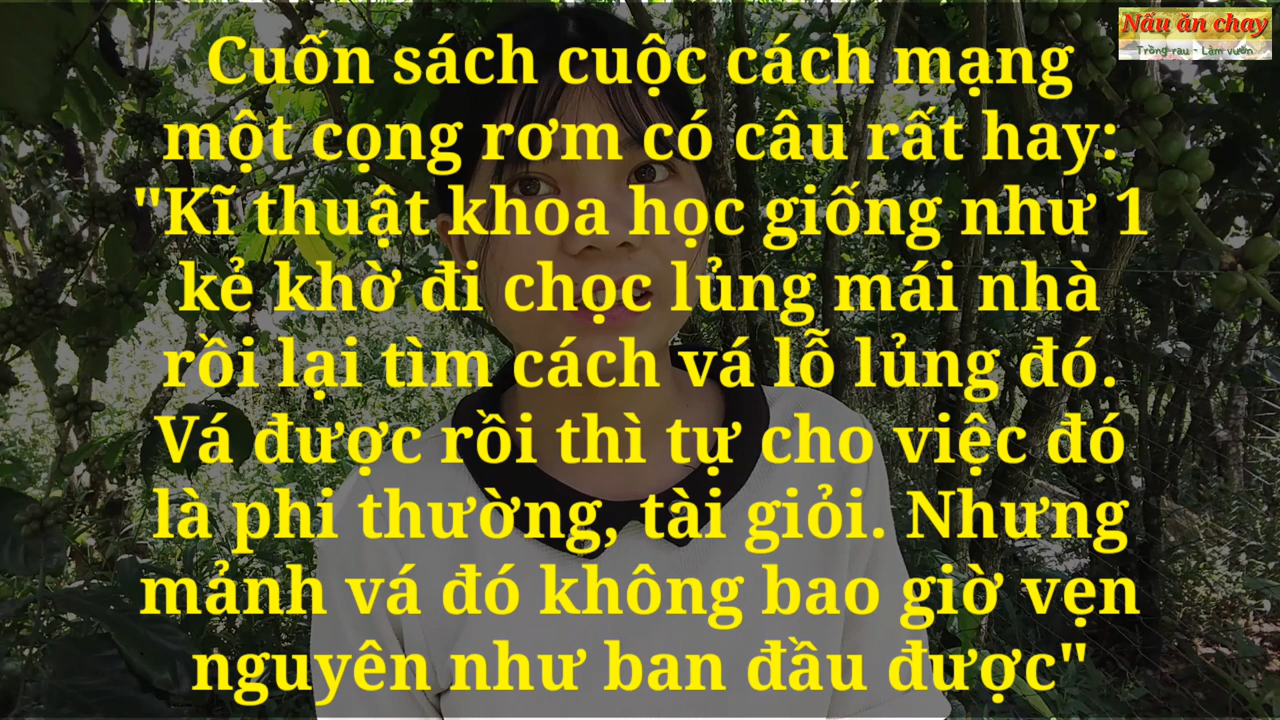 Nấu ăn chay
Trồng rau - Làm vườn
Cuốn sách cuộc cách mạng
một cọng rơm có câu rất hay:
"Kĩ thuật khoa học giống như 1
kẻ khờ đi chọc lủng mái nhà
rồi lại tìm cách vá lỗ lủng đó.
Vá được rồi thì tự cho việc đó
là phi thường, tài giỏi. Nhưng
mảnh vá đó không bao giờ vẹn
nguyên như ban đầu được"